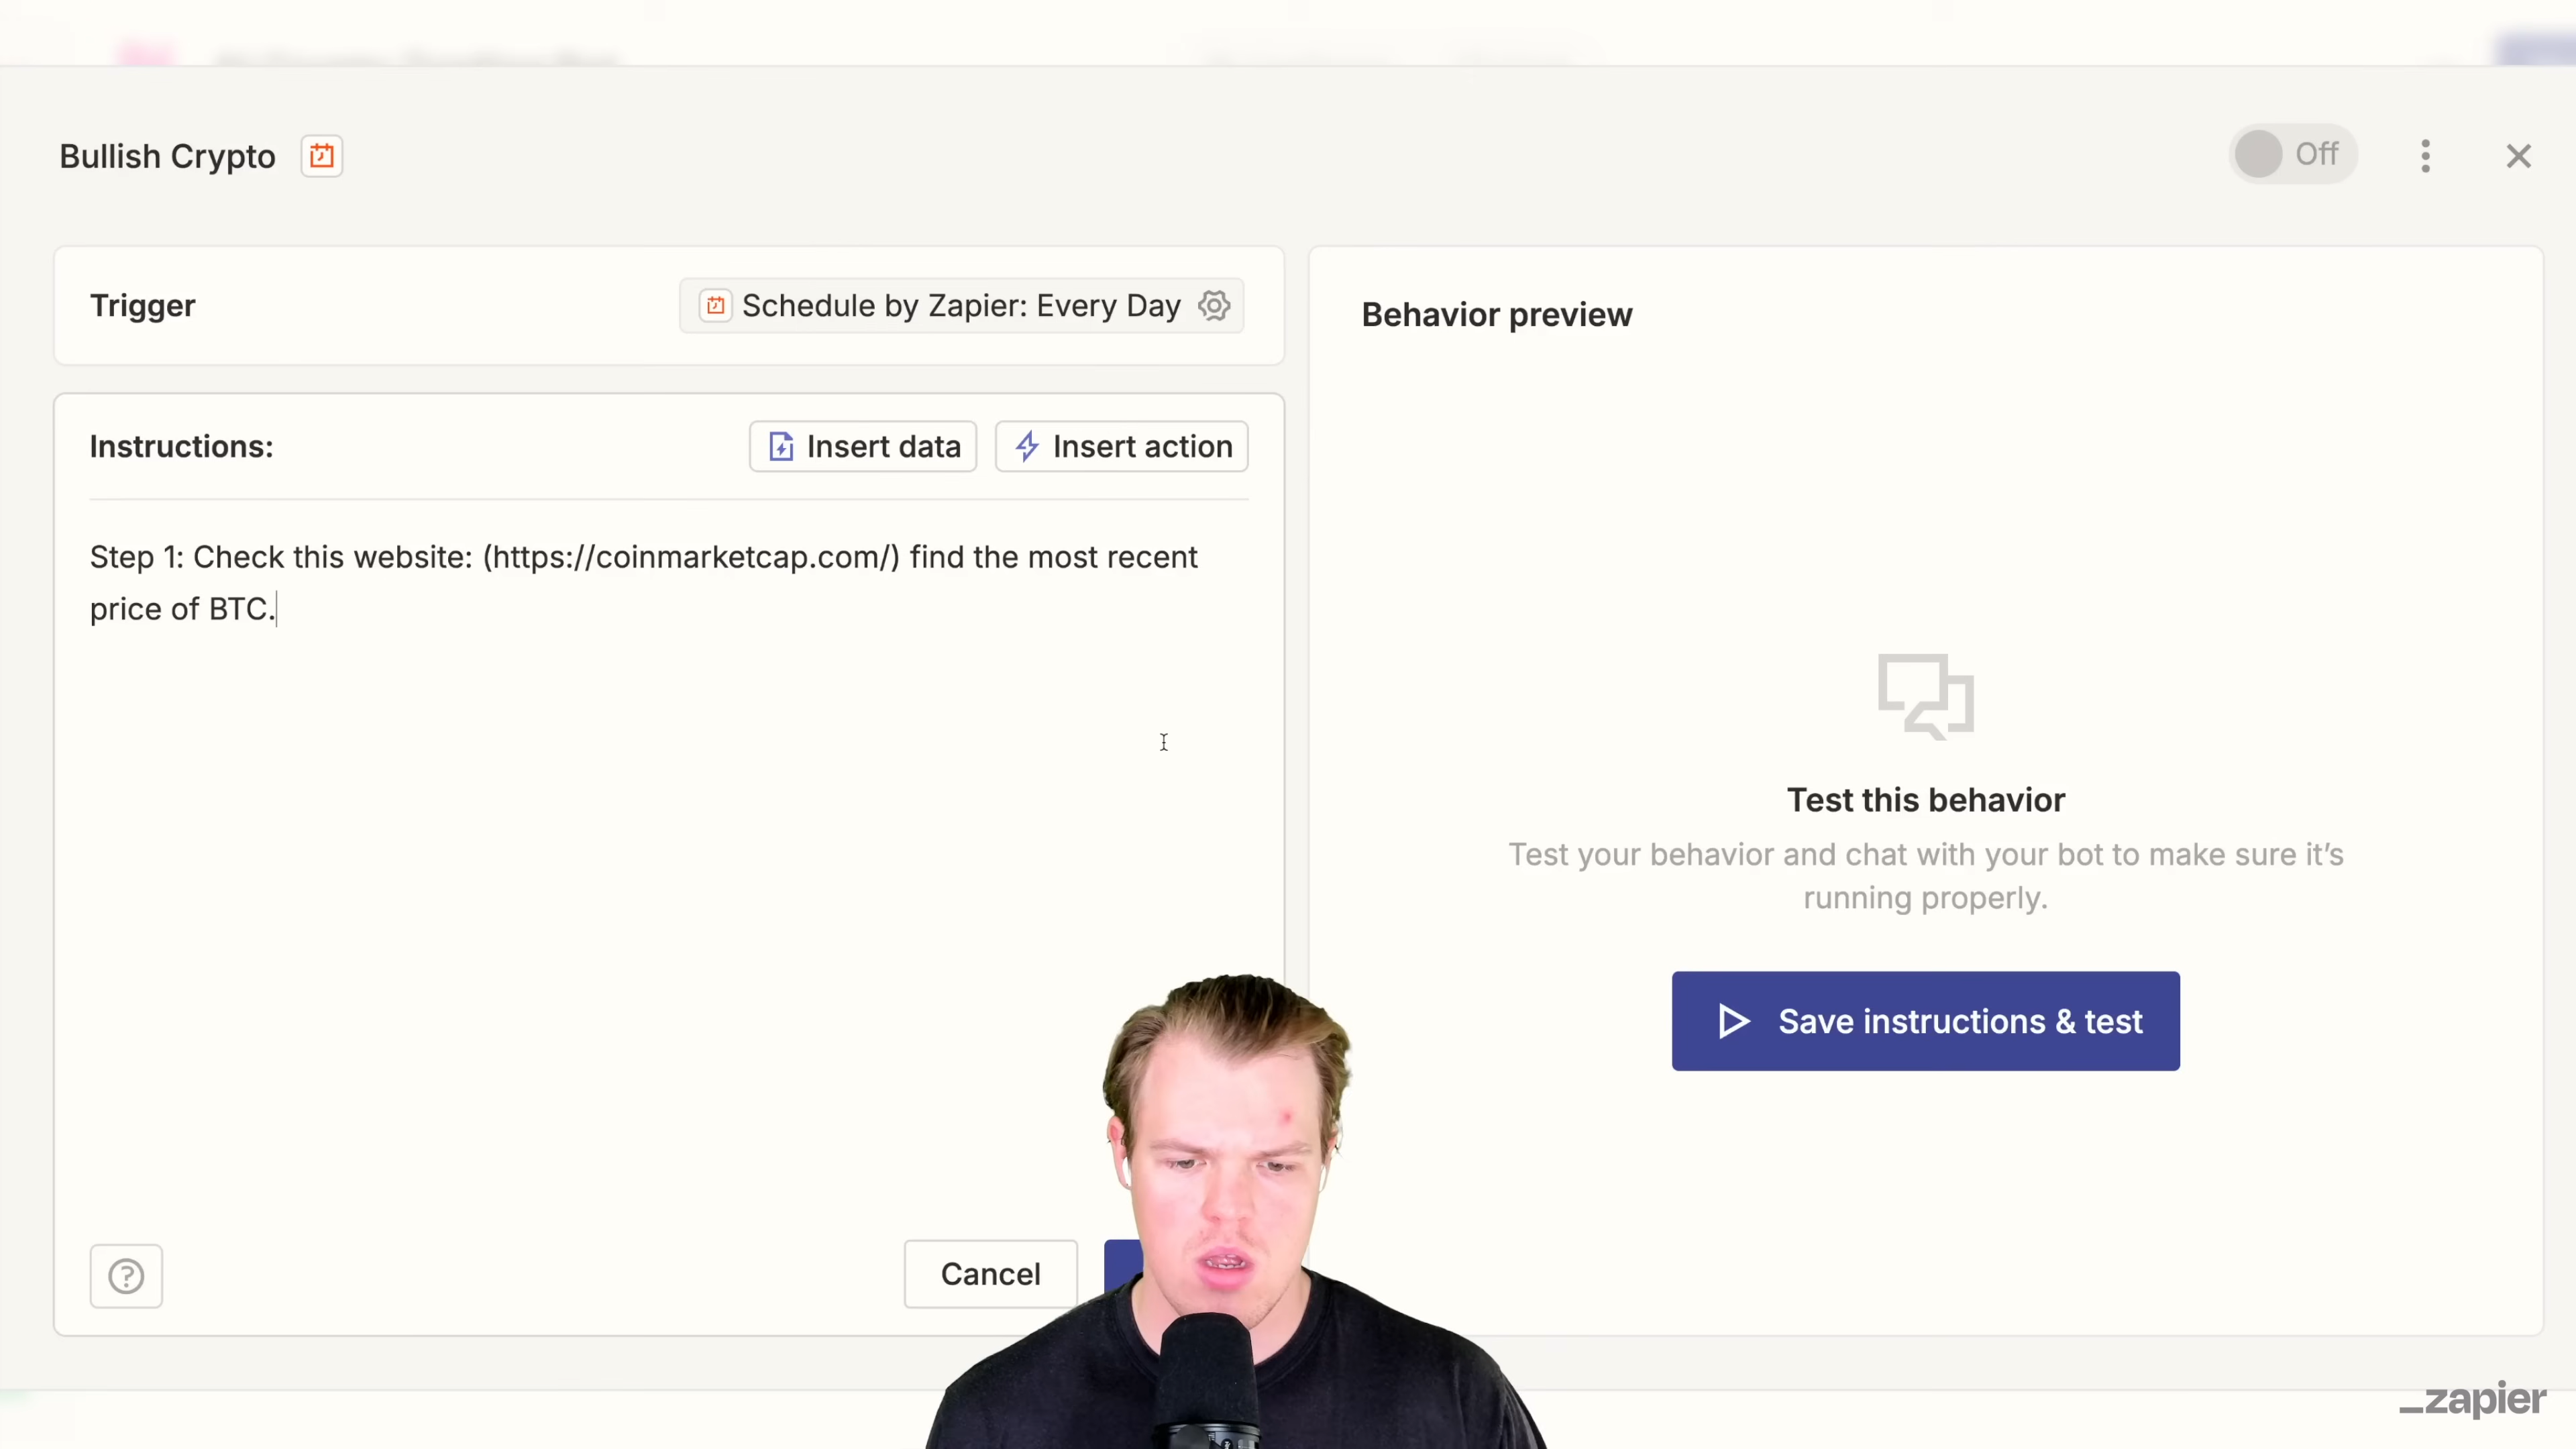 Bullish Crypto
Off
Trigger
Schedule by Zapier: Every Day
Instructions:
Insert data
Insert action
Step 1: Check this website: (https://coinmarketcap.com/) find the most recent
price of BTC.
Cancel
Behavior preview
Test this behavior
Test your behavior and chat with your bot to make sure it’s
running properly.
Save instructions & test
_zapier